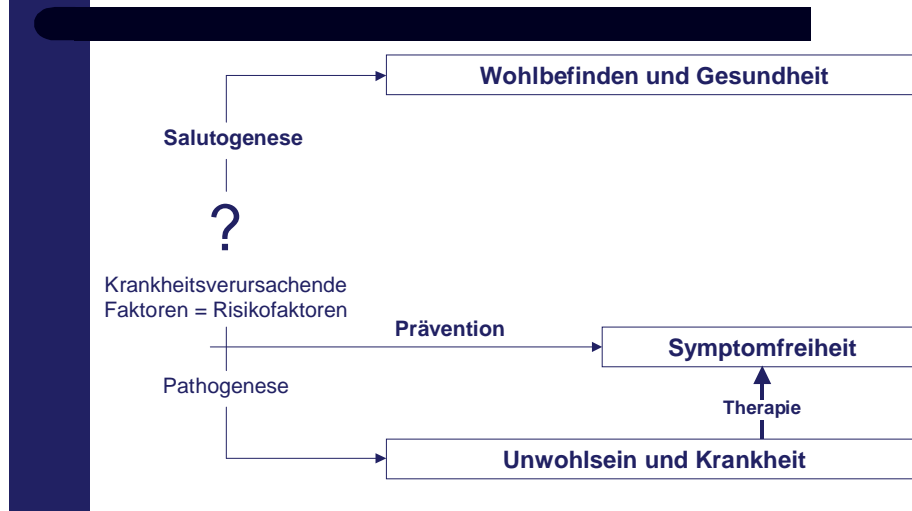 Wohlbefinden und Gesundheit
Salutogenese
?
Krankheitsverursachende
Faktoren = Risikofaktoren
Prävention
Symptomfreiheit
Pathogenese
Therapie
Unwohlsein und Krankheit